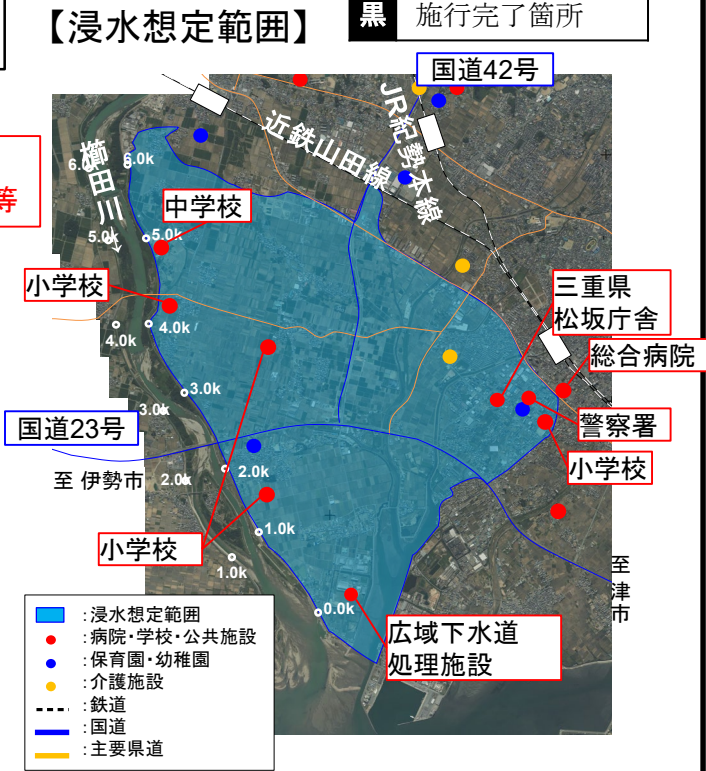 【浸水想定範囲】
黒 施行完了箇所
等
国道42号
JR紀勢本線
近鉄山田線
櫛田川
6.0k
6.0k
中学校
5.0k
5.0k
小学校
三重県
松坂庁舎
4.0k
4.0k
総合病院
3.0k
3.0k
国道23号
警察署
小学校
至 伊勢市
2.0k
2.0k
小学校
1.0k
1.0k
至津市
0.0k
広域下水道
処理施設
:浸水想定範囲
:病院・学校・公共施設
:保育園・幼稚園
:介護施設
:鉄道
:国道
:主要県道